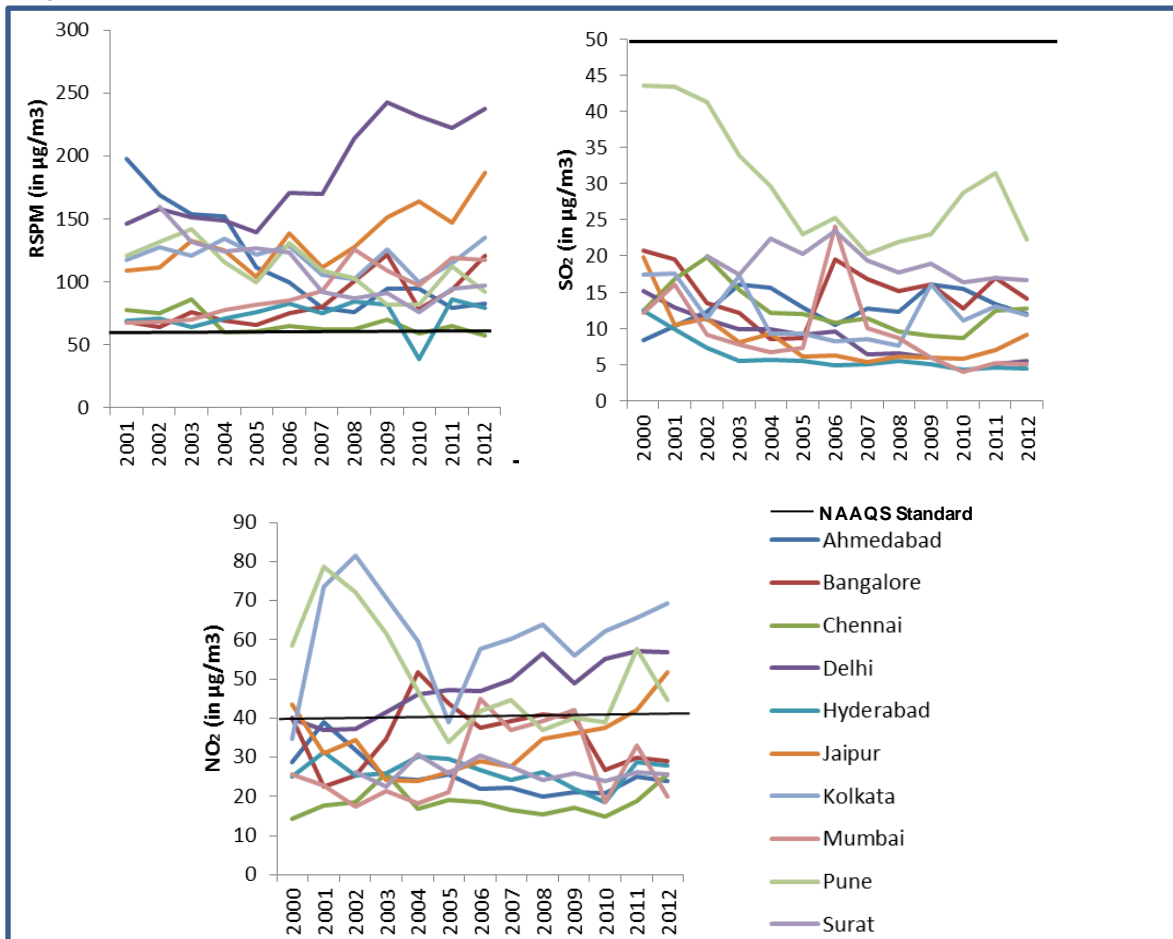 300
250
200
150
100
50
0
RSPM (in µg/m3)
2001 2002 2003 2004 2005 2006 2007 2008 2009 2010 2011 2012
50
45
40
35
30
25
20
15
10
5
0
SO₂ (in µg/m3)
2000 2001 2002 2003 2004 2005 2006 2007 2008 2009 2010 2011 2012
90
80
70
60
50
40
30
20
10
0
NO₂ (in µg/m3)
2000 2001 2002 2003 2004 2005 2006 2007 2008 2009 2010 2011 2012
NAAQS Standard
Ahmedabad
Bangalore
Chennai
Delhi
Hyderabad
Jaipur
Kolkata
Mumbai
Pune
Surat